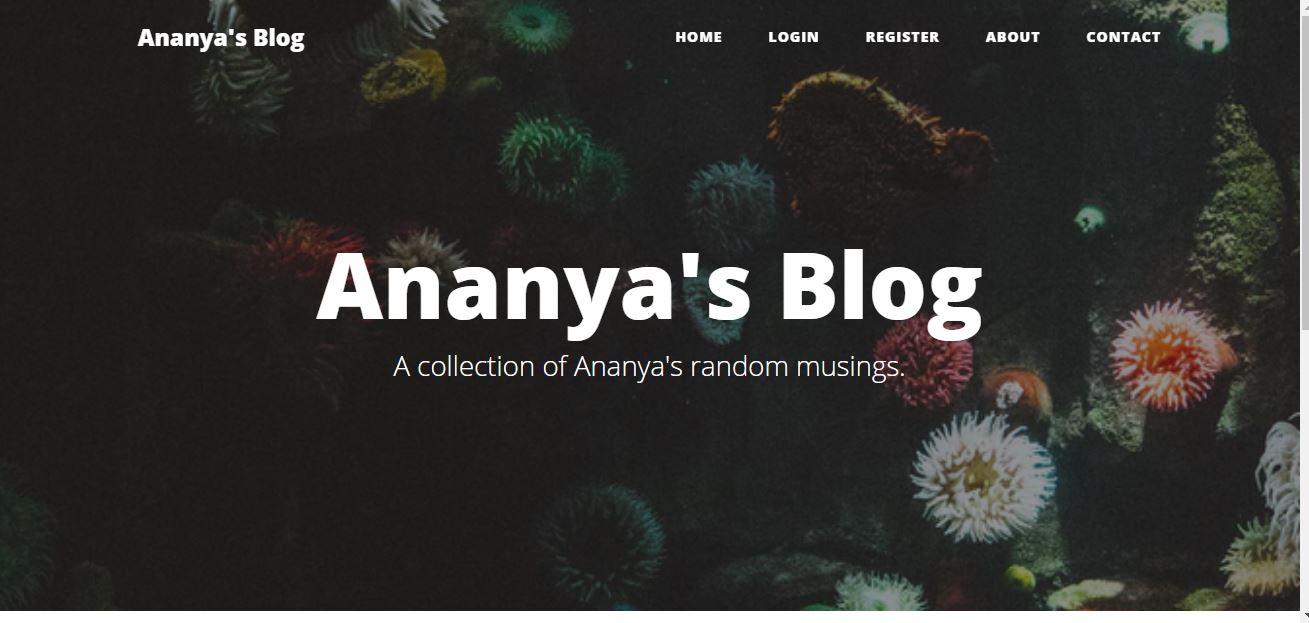 Ananya's Blog
HOME LOGIN REGISTER ABOUT CONTACT
Ananya's Blog
A collection of Ananya's random musings.